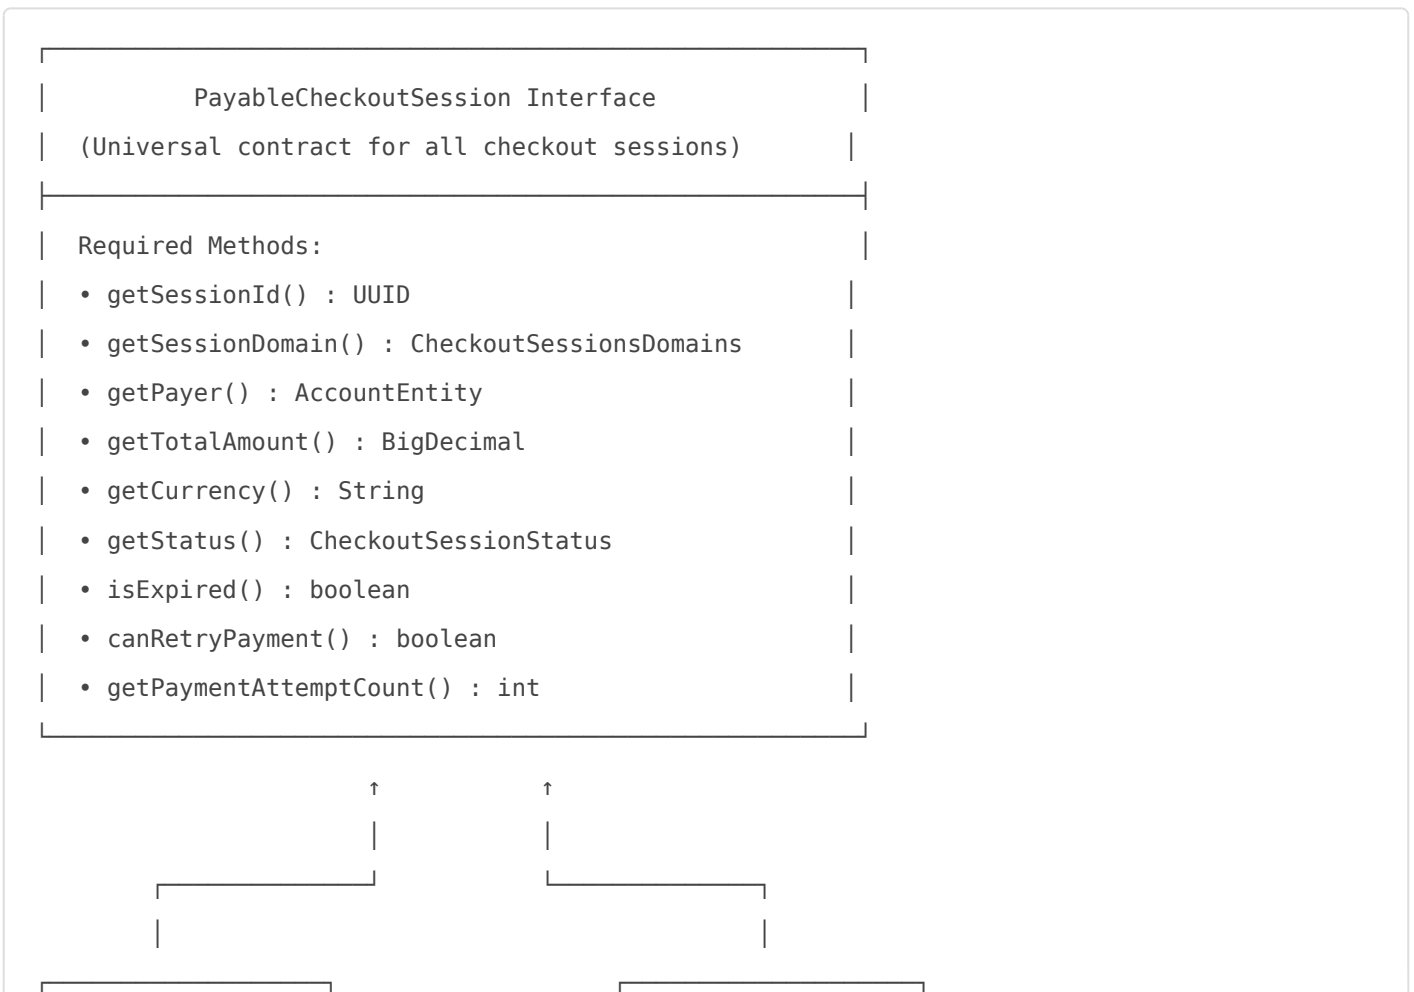 PayableCheckoutSession Interface
(Universal contract for all checkout sessions)
Required Methods:
• getSessionId() : UUID
• getSessionDomain() : CheckoutSessionsDomains
• getPayer() : AccountEntity
• getTotalAmount() : BigDecimal
• getCurrency() : String
• getStatus() : CheckoutSessionStatus
• isExpired() : boolean
• canRetryPayment() : boolean
• getPaymentAttemptCount() : int